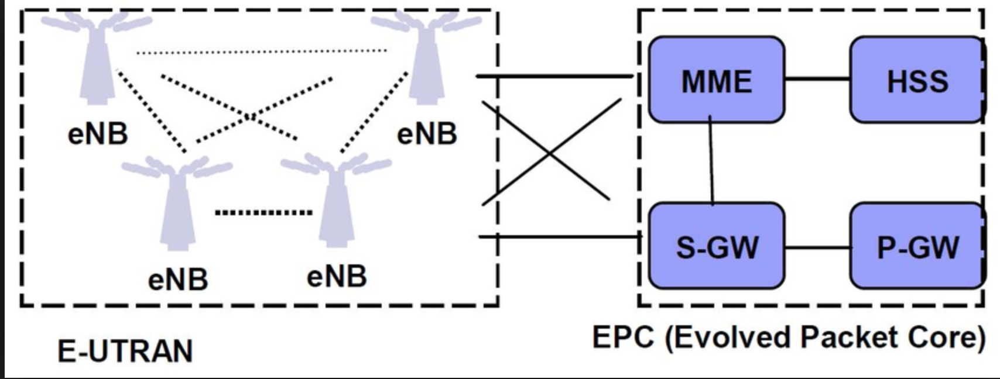 MME
HSS
eNB
eNB
S-GW
P-GW
eNB
eNB
EPC (Evolved Packet Core)
E-UTRAN